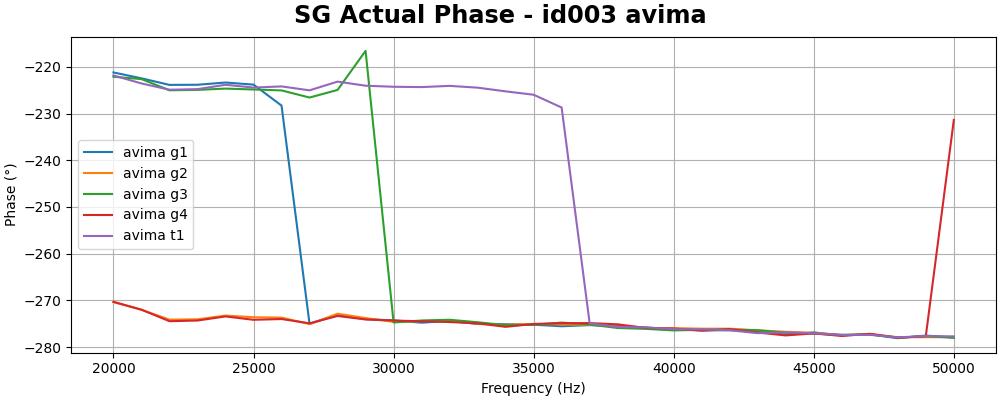 SG Actual Phase - id003 avima
Phase (°)
−220
−230
−240
−250
−260
−270
−280
avima g1
avima g2
avima g3
avima g4
avima t1
20000 25000 30000 35000 40000 45000 50000
Frequency (Hz)